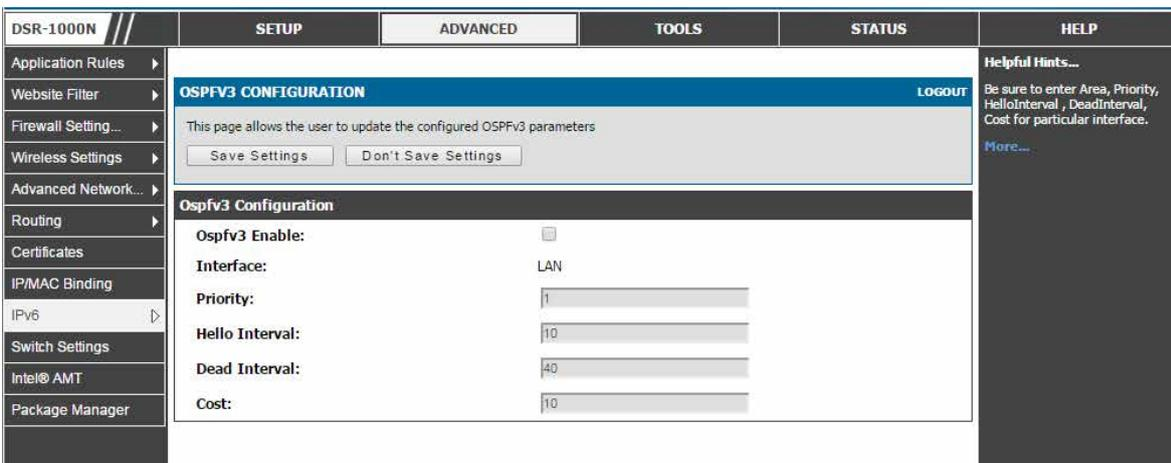 DSR-1000N
SETUP
ADVANCED
TOOLS
STATUS
HELP
Application Rules
Website Filter
Firewall Setting...
Wireless Settings
Advanced Network...
Routing
Certificates
IP/MAC Binding
IPv6
Switch Settings
Intel® AMT
Package Manager
OSPFV3 CONFIGURATION
LOGOUT
This page allows the user to update the configured OSPFv3 parameters
Save Settings
Don't Save Settings
Ospfv3 Configuration
Ospfv3 Enable:
Interface: LAN
Priority: 1
Hello Interval: 10
Dead Interval: 40
Cost: 10
Helpful Hints...
Be sure to enter Area, Priority,
HelloInterval , DeadInterval,
Cost for particular interface.
More...